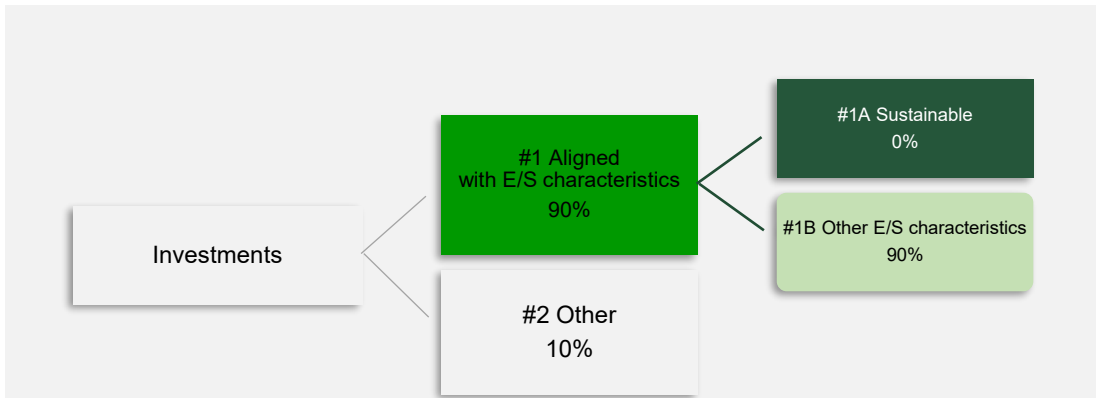 Investments
#1 Aligned
with E/S characteristics
90%
#2 Other
10%
#1A Sustainable
0%
#1B Other E/S characteristics
90%